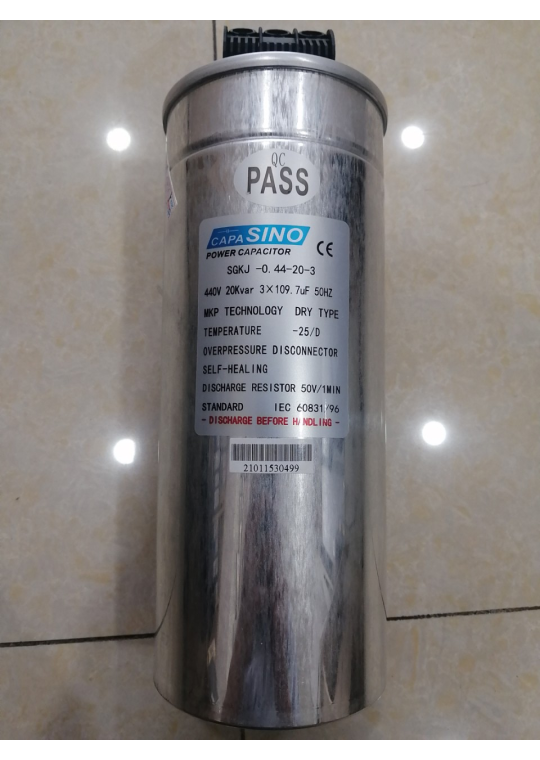 QC
PASS
CAPA SINO
POWER CAPACITOR
CE
SGKJ -0.44-20-3
440V 20Kvar 3×109.7uF 50HZ
MKP TECHNOLOGY DRY TYPE
TEMPERATURE -25/D
OVERPRESSURE DISCONNECTOR
SELF-HEALING
DISCHARGE RESISTOR 50V/1MIN
STANDARD IEC 60831/96
- DISCHARGE BEFORE HANDLING -
21011530499